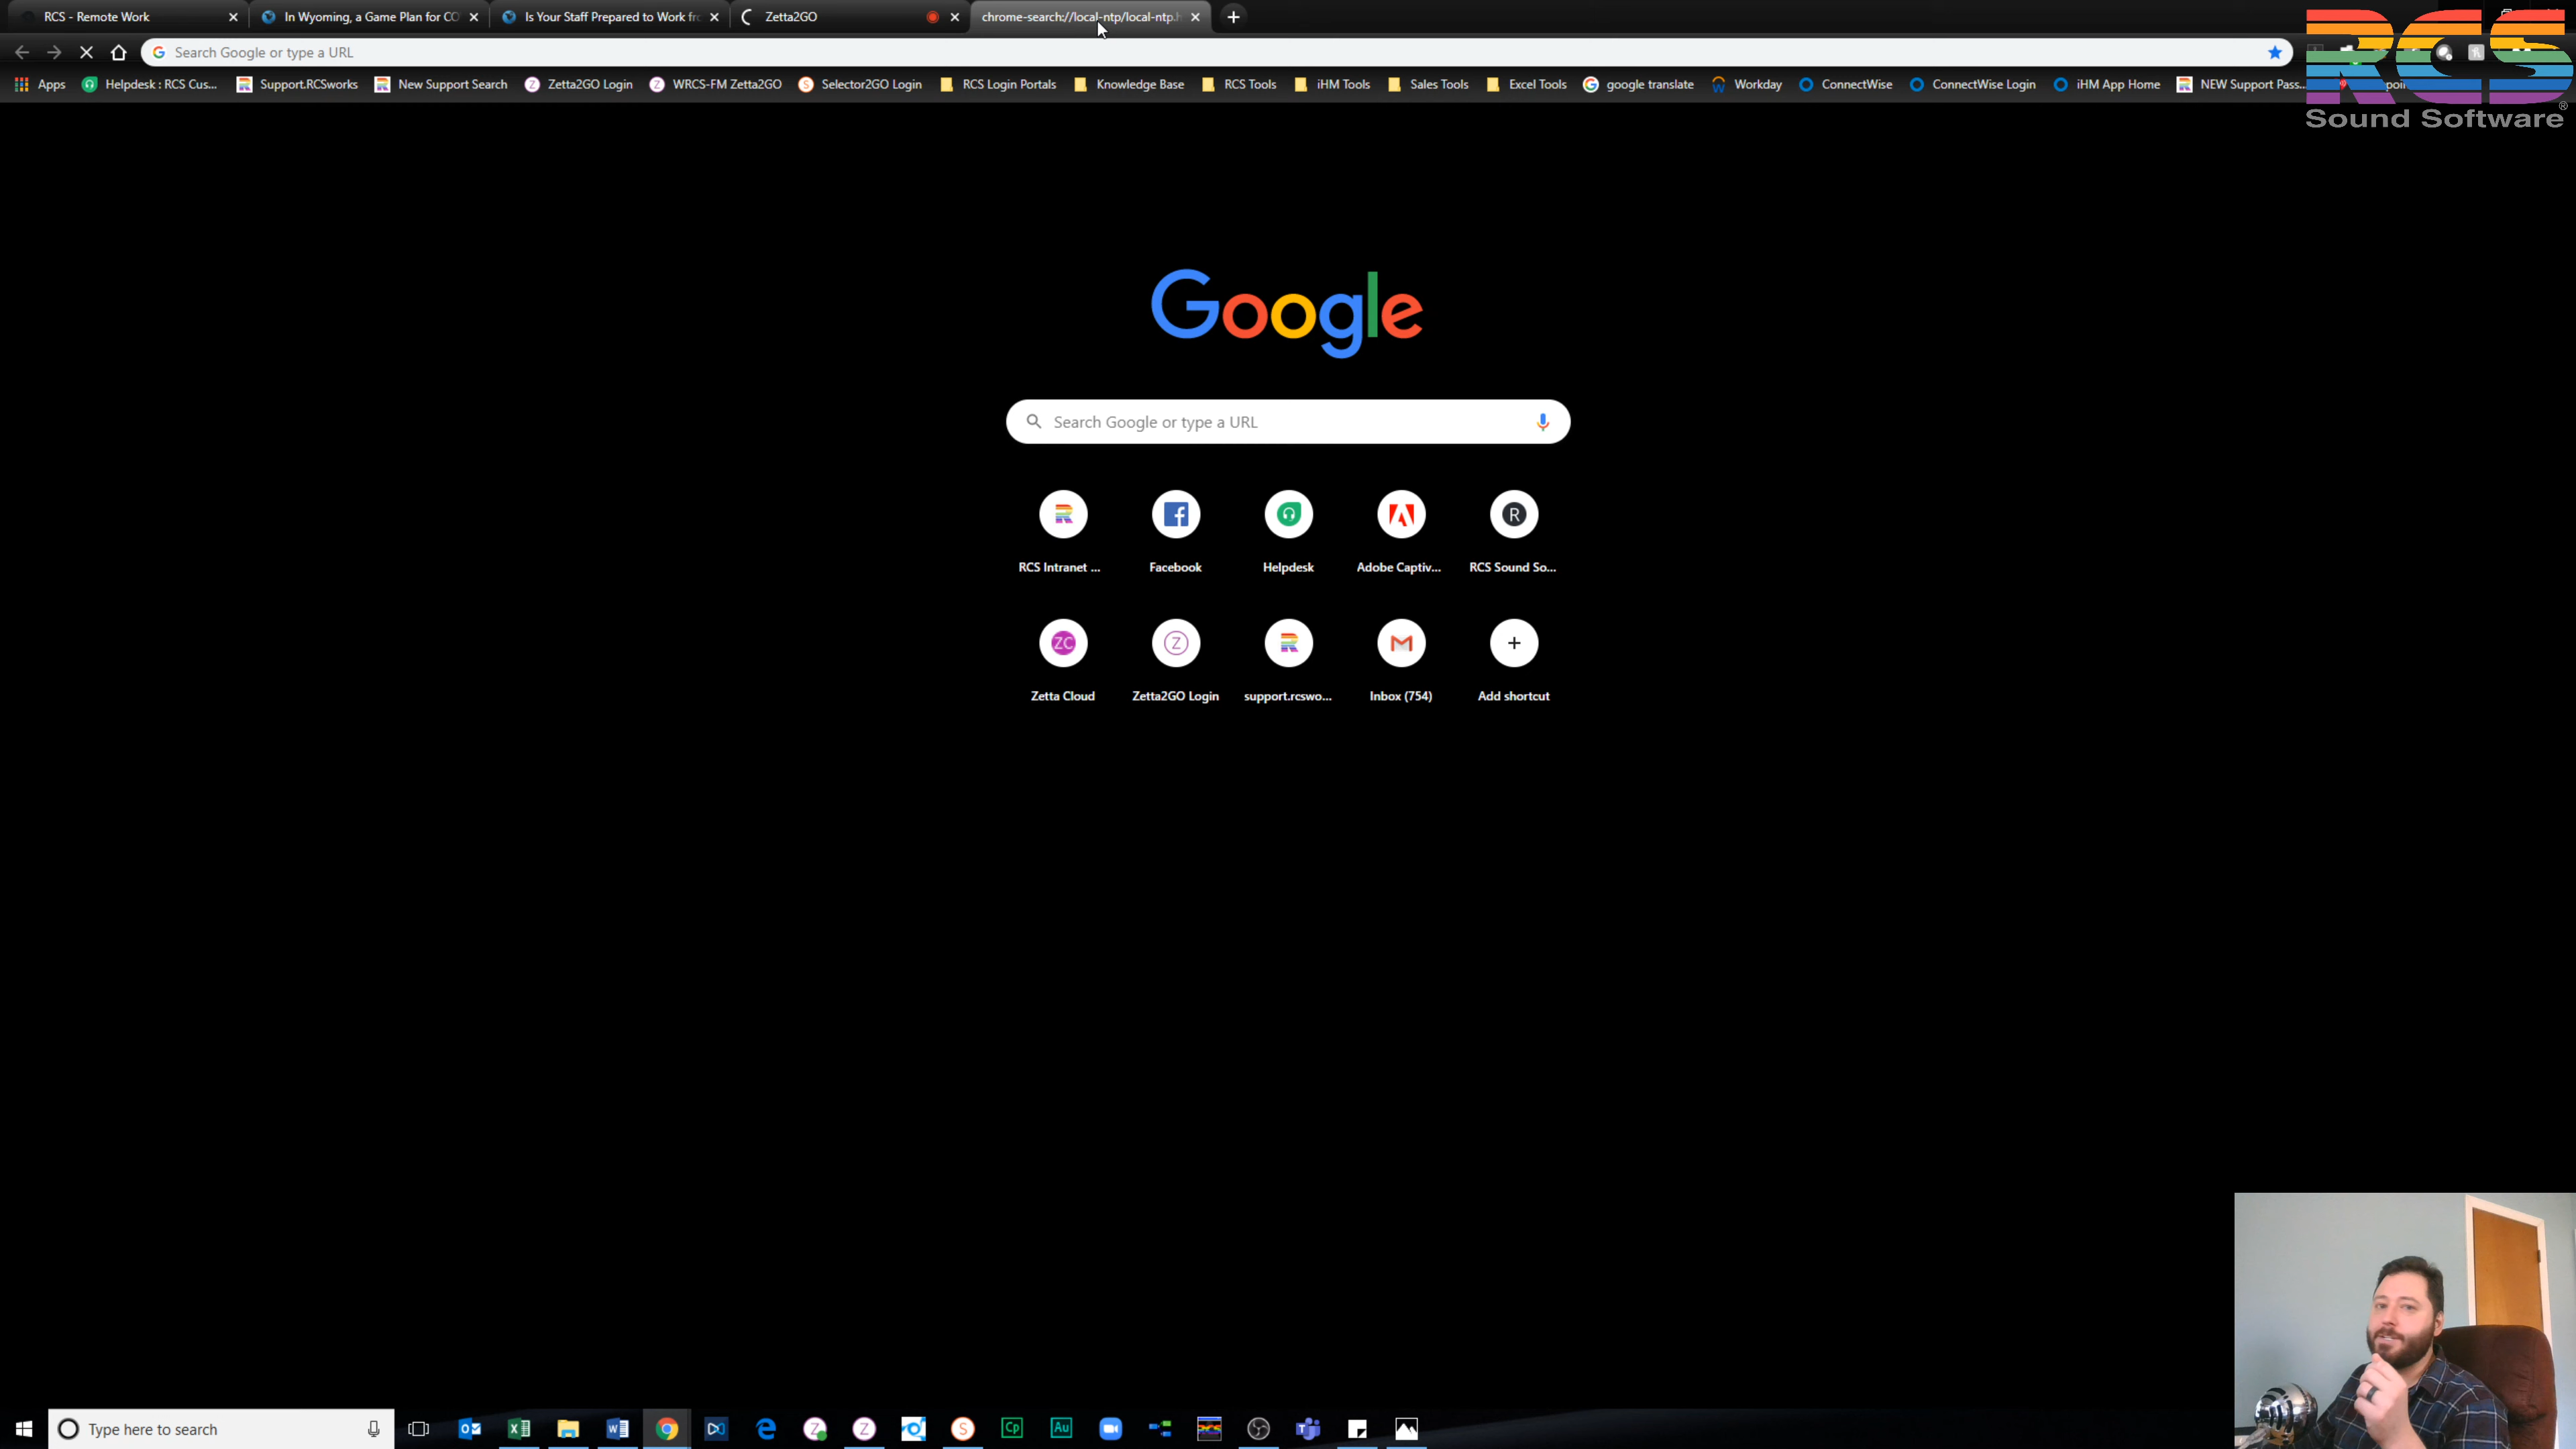 RCS - Remote Work
In Wyoming, a Game Plan for CO
Is Your Staff Prepared to Work fr
Zetta2GO
chrome-search://local-ntp/local-ntp.h
Search Google or type a URL
Apps
Helpdesk : RCS Cus...
Support.RCSworks
New Support Search
Zetta2GO Login
WRCS-FM Zetta2GO
Selector2GO Login
RCS Login Portals
Knowledge Base
RCS Tools
iHM Tools
Sales Tools
Excel Tools
google translate
Workday
ConnectWise
ConnectWise Login
iHM App Home
NEW Support Pass...
RCS
Sound Software®
Google
Search Google or type a URL
RCS Intranet ...
Facebook
Helpdesk
Adobe Captiv...
R
RCS Sound So...
ZC
Zetta Cloud
Z
Zetta2GO Login
support.rcswo...
Inbox (754)
Add shortcut
Type here to search
Cp
Au